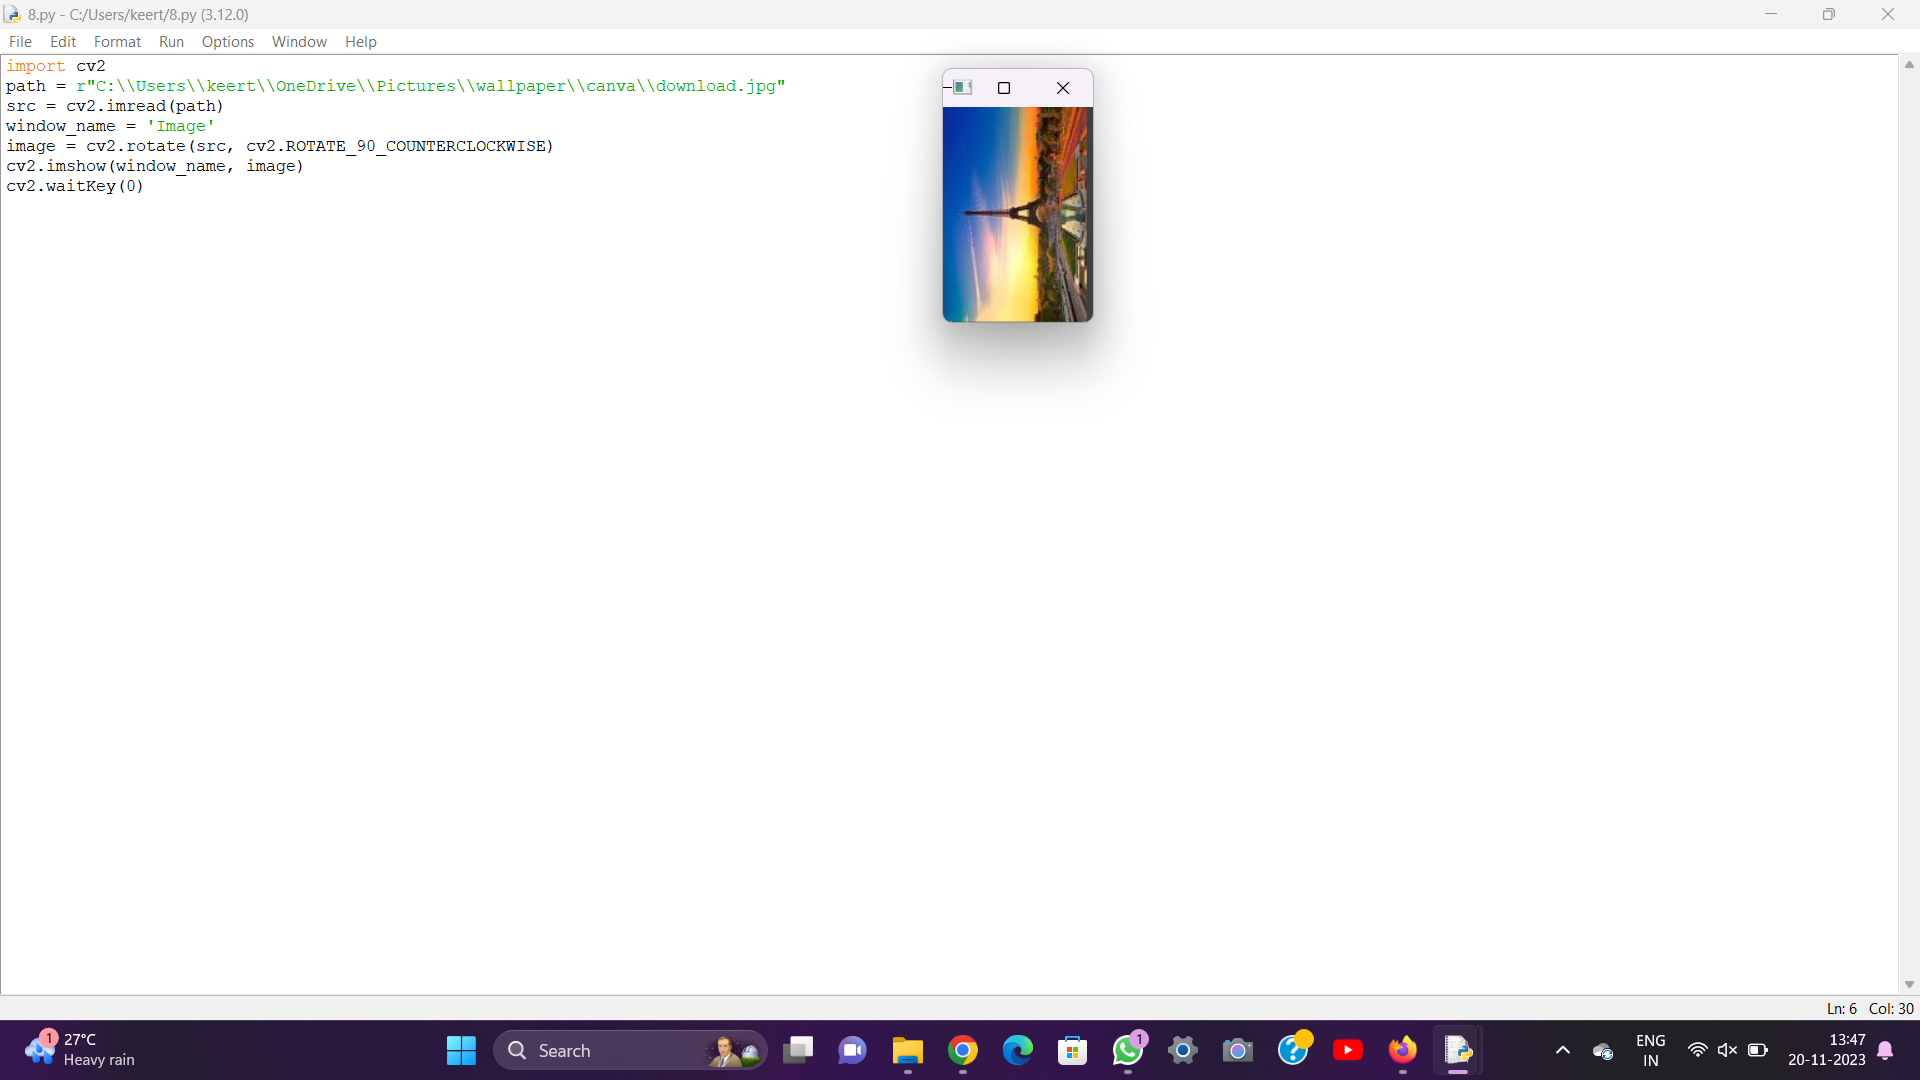 8.py - C:/Users/keert/8.py (3.12.0)
File Edit Format Run Options Window Help
import cv2
path = r"C:\\Users\\keert\\OneDrive\\Pictures\\wallpaper\\canva\\download.jpg"
src = cv2.imread(path)
window_name = 'Image'
image = cv2.rotate(src, cv2.ROTATE_90_COUNTERCLOCKWISE)
cv2.imshow(window_name, image)
cv2.waitKey(0)
Ln: 6 Col: 30
1
27°C
Heavy rain
Search
1
ENG
IN
13:47
20-11-2023